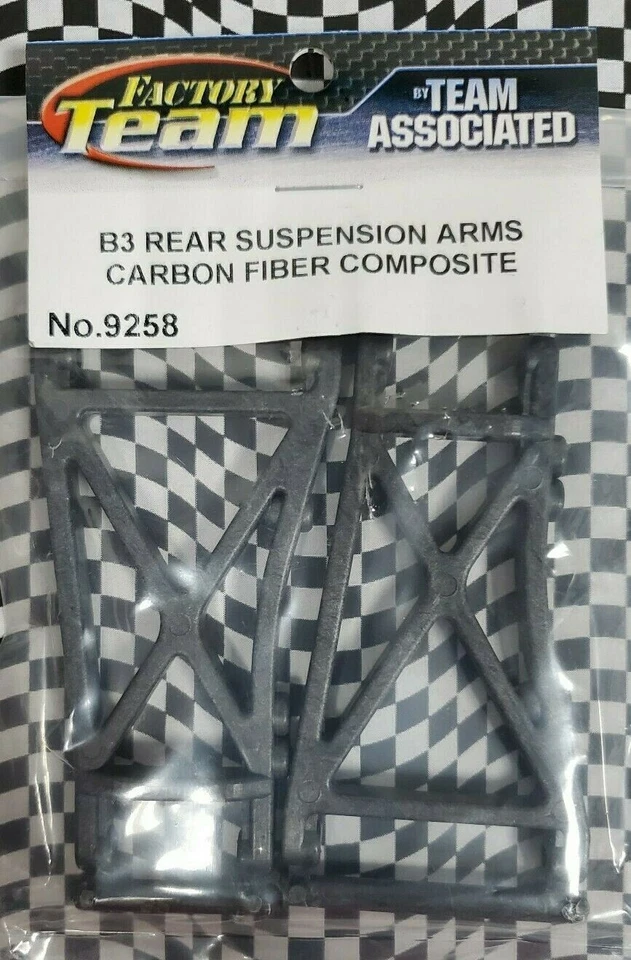 FACTORY
Team
BY TEAM
ASSOCIATED
B3 REAR SUSPENSION ARMS
CARBON FIBER COMPOSITE
No.9258